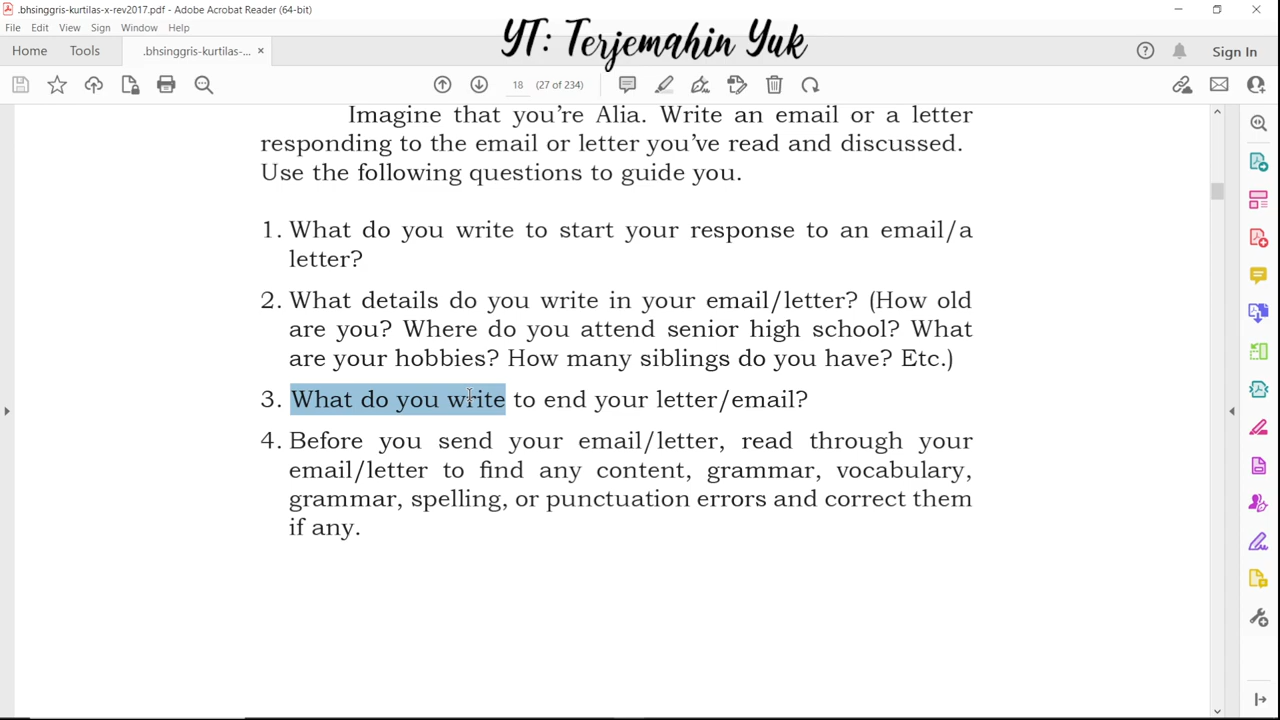 .bhsinggris-kurtilas-x-rev2017.pdf - Adobe Acrobat Reader (64-bit)
File Edit View Sign Window Help
YT: Terjemahin Yuk
Home Tools .bhsinggris-kurtilas-... × Sign In
18 (27 of 234)
Imagine that you’re Alia. Write an email or a letter
responding to the email or letter you’ve read and discussed.
Use the following questions to guide you.
1. What do you write to start your response to an email/a
letter?
2. What details do you write in your email/letter? (How old
are you? Where do you attend senior high school? What
are your hobbies? How many siblings do you have? Etc.)
3. What do you write to end your letter/email?
4. Before you send your email/letter, read through your
email/letter to find any content, grammar, vocabulary,
grammar, spelling, or punctuation errors and correct them
if any.